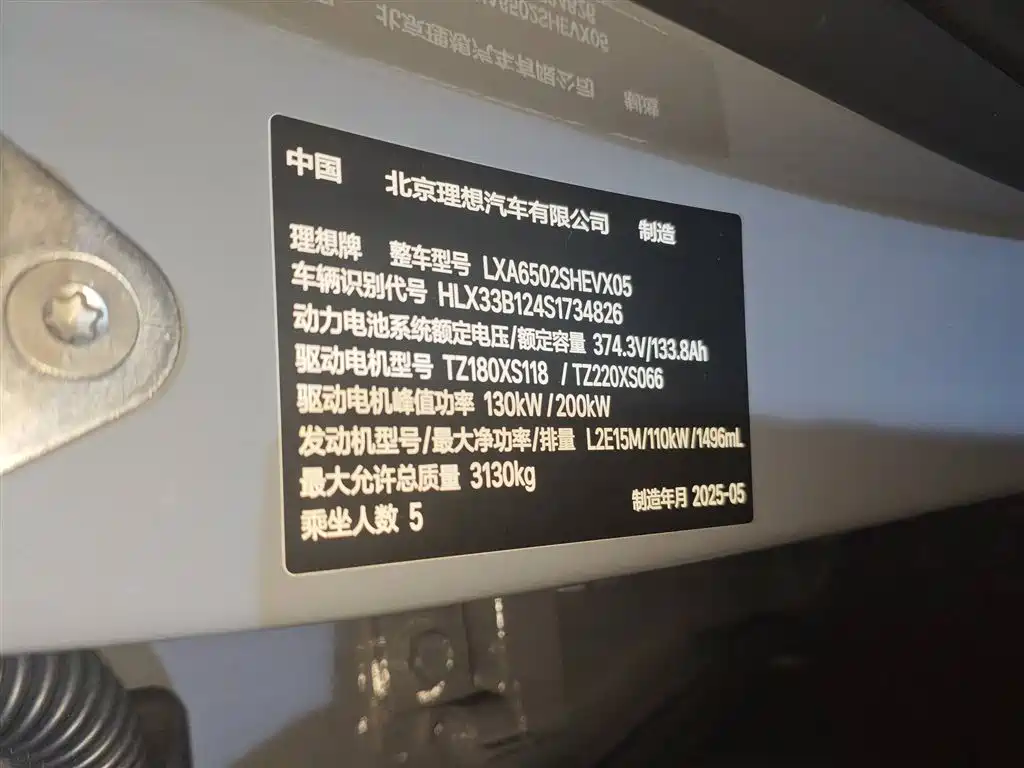 中国 北京理想汽车有限公司 制造
理想牌 整车型号 LXA6502SHEVX05
车辆识别代号 HLX33B124S1734826
动力电池系统额定电压/额定容量 374.3V/133.8Ah
驱动电机型号 TZ180XS118 /TZ220XS066
驱动电机峰值功率 130kW/200kW
发动机型号/最大净功率/排量 L2E15M/110kW/1496mL
最大允许总质量 3130kg
乘坐人数 5 制造年月 2025-05